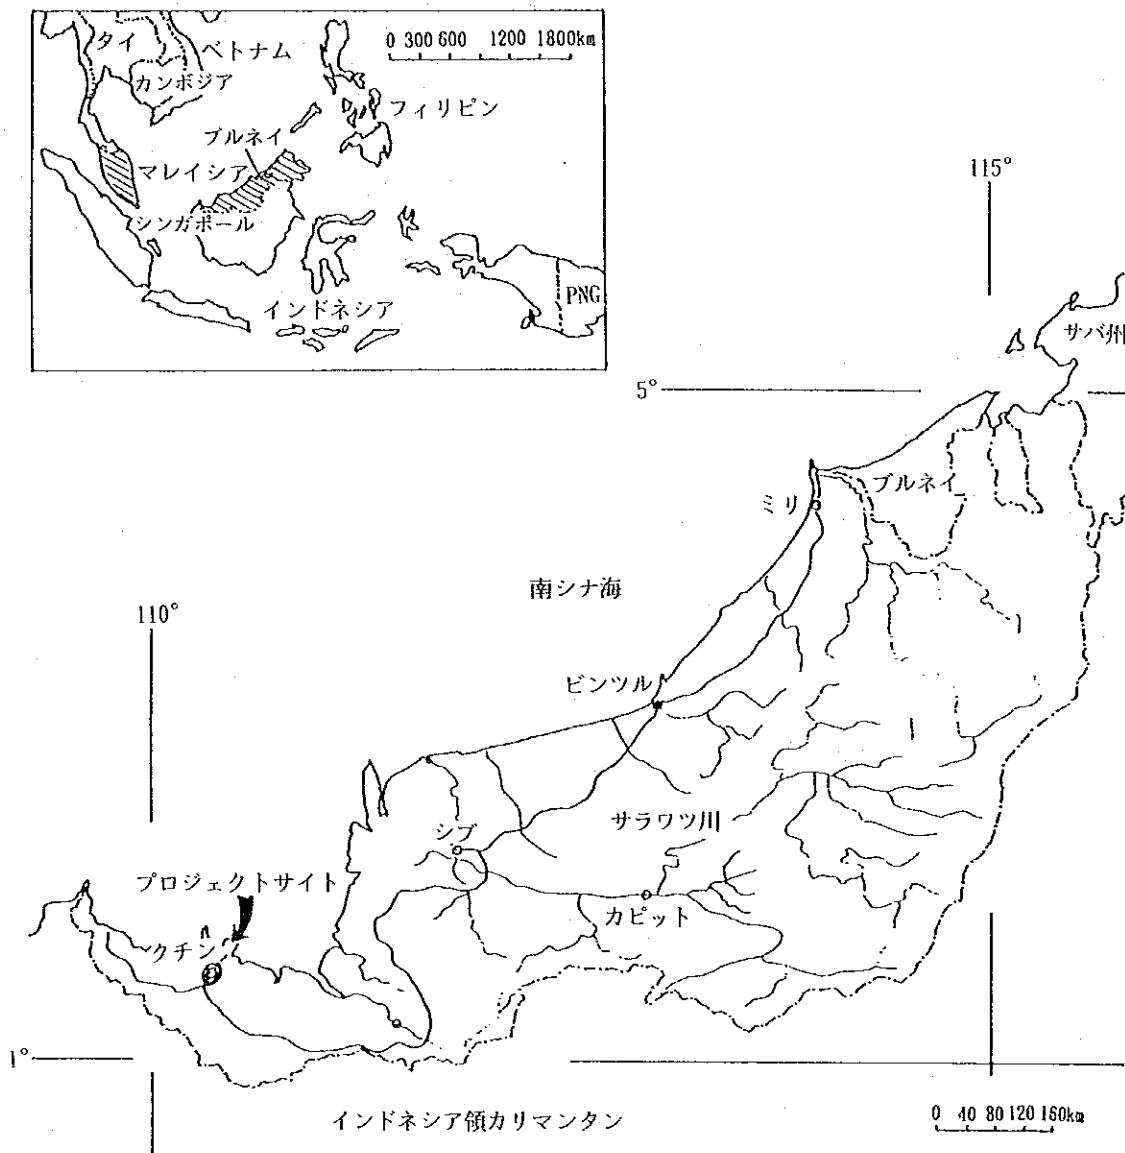 タイ
ベトナム
0 300 600 1200 1800km
カンボジア
フィリピン
ブルネイ
マレイシア
シンガポール
インドネシア
PNG
115°
サバ州
5°
ブルネイ
ミリ
南シナ海
110°
ビンツル
シブ
サラワツ川
プロジェクトサイト
カピット
クチン
1°
インドネシア領カリマンタン
0 40 80 120 160km